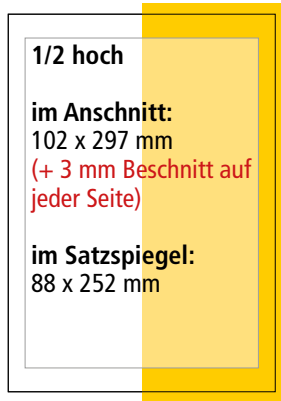 1/2 hoch
im Anschnitt:
102 x 297 mm
(+ 3 mm Beschnitt auf
jeder Seite)
im Satzspiegel:
88 x 252 mm